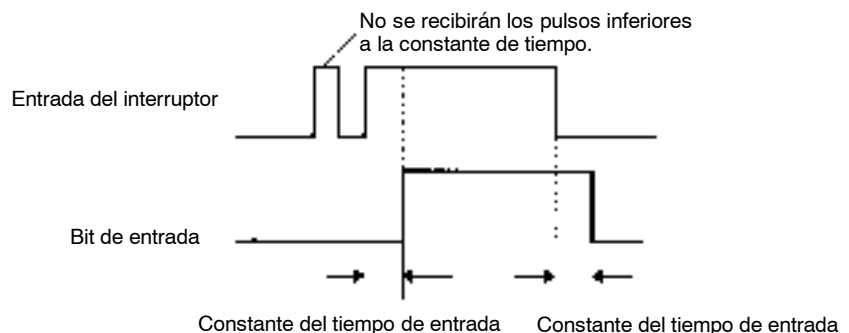 No se recibirán los pulsos inferiores
a la constante de tiempo.
Entrada del interruptor
Bit de entrada
Constante del tiempo de entrada
Constante del tiempo de entrada